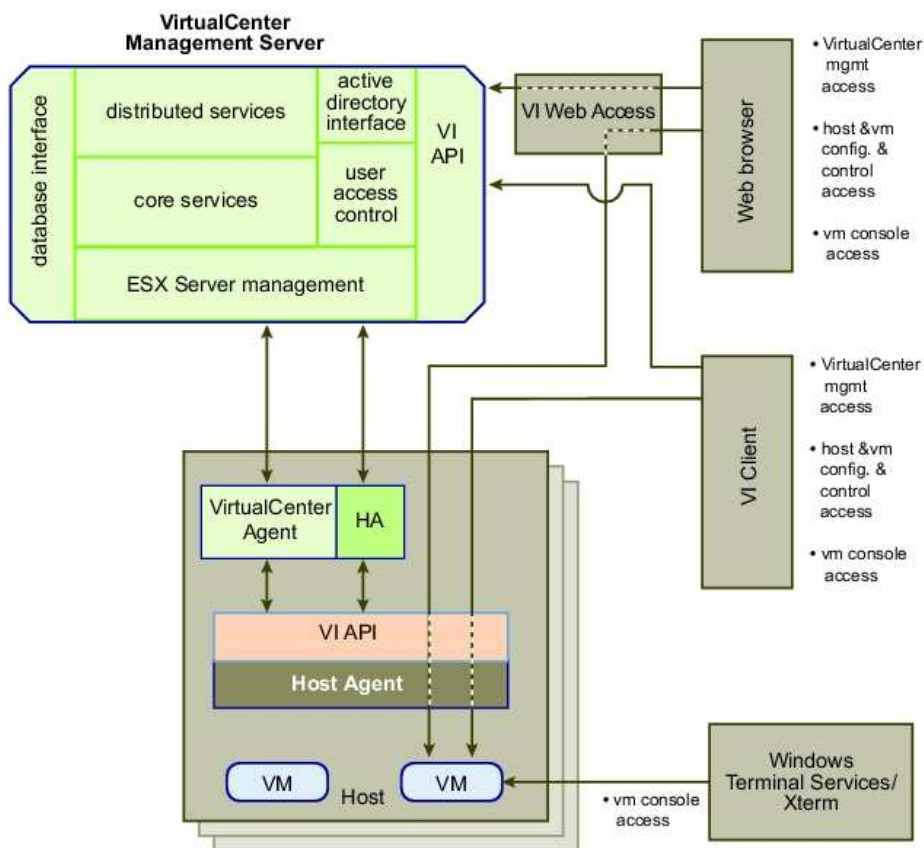 VirtualCenter
Management Server
database interface
distributed services
active
directory
interface
VI
API
core services
user
access
control
ESX Server management
VI Web Access
Web browser
• VirtualCenter
mgmt
access
• host &vm
config. &
control
access
• vm console
access
VI Client
• VirtualCenter
mgmt
access
• host &vm
config. &
control
access
• vm console
access
VirtualCenter
Agent
HA
VI API
Host Agent
VM
Host
VM
• vm console
access
Windows
Terminal Services/
Xterm